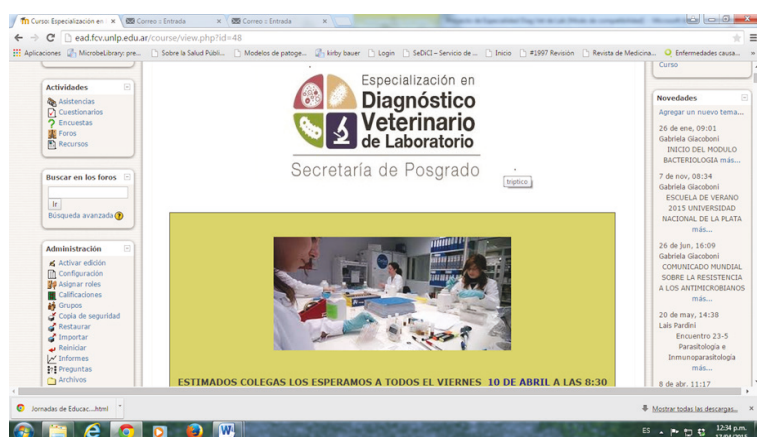 Curso: Especialización en
Correo :: Entrada
Correo :: Entrada
ead.fcv.unlp.edu.ar/course/view.php?id=48
Aplicaciones
MicrobeLibrary: pre...
Sobre la Salud Públi...
Modelos de patoge...
kirby bauer
Login
SeDiCI – Servicio de ...
Inicio
#1997 Revisión
Revista de Medicina...
Enfermedades causa...
Actividades
Asistencias
Cuestionarios
Encuestas
Foros
Recursos
Buscar en los foros
Ir
Búsqueda avanzada
Administración
Activar edición
Configuración
Asignar roles
Calificaciones
Grupos
Copia de seguridad
Restaurar
Importar
Reiniciar
Informes
Preguntas
Archivos
Especialización en
Diagnóstico
Veterinario
de Laboratorio
Secretaría de Posgrado
triptico
ESTIMADOS COLEGAS LOS ESPERAMOS A TODOS EL VIERNES 10 DE ABRIL A LAS 8:30
Curso
Novedades
Agregar un nuevo tema...
26 de ene, 09:01
Gabriela Giacoboni
INICIO DEL MODULO
BACTERIOLOGIA más...
7 de nov, 08:34
Gabriela Giacoboni
ESCUELA DE VERANO
2015 UNIVERSIDAD
NACIONAL DE LA PLATA
más...
26 de jun, 16:09
Gabriela Giacoboni
COMUNICADO MUNDIAL
SOBRE LA RESISTENCIA
A LOS ANTIMICROBIANOS
más...
20 de may, 14:38
Lais Pardini
Encuentro 23-5
Parasitología e
Inmunoparasitología
más...
8 de abr, 11:17
Jornadas de Educac....html
Mostrar todas las descargas...
ES
12:34 p.m.
17/04/2015